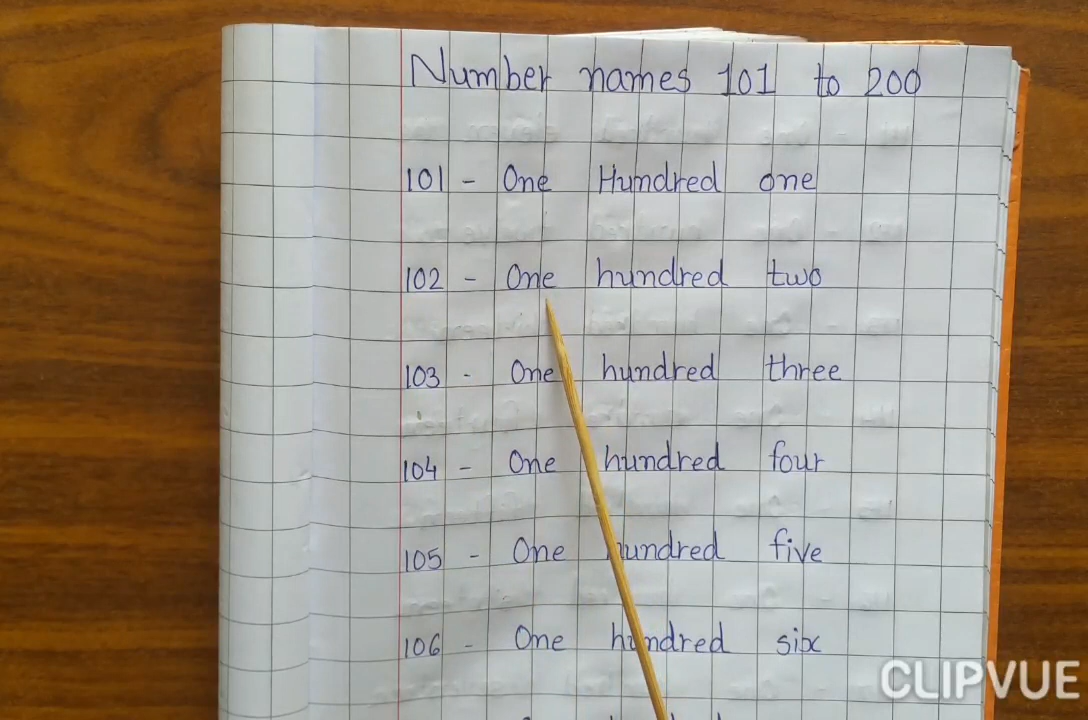 Number names 101 to 200
101 - One Hundred one
102 - One hundred two
103 - One hundred three
104 - One hundred four
105 - One hundred five
106 - One hundred six
CLIPVUE